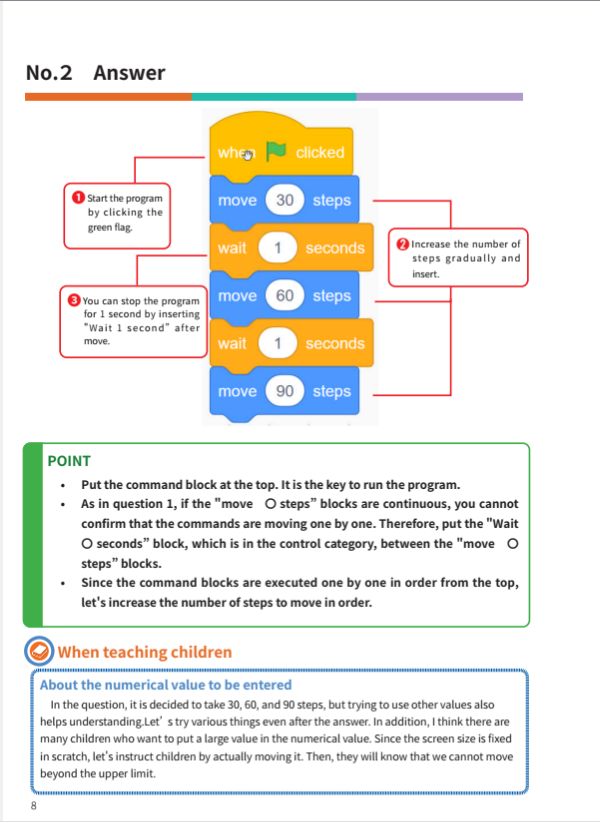 No.2 Answer
when clicked
move 30 steps
wait 1 seconds
move 60 steps
wait 1 seconds
move 90 steps
1 Start the program
by clicking the
green flag.
2 Increase the number of
steps gradually and
insert.
3 You can stop the program
for 1 second by inserting
"Wait 1 second” after
move.
POINT
• Put the command block at the top. It is the key to run the program.
• As in question 1, if the "move ○ steps” blocks are continuous, you cannot
confirm that the commands are moving one by one. Therefore, put the "Wait
○ seconds” block, which is in the control category, between the "move ○
steps” blocks.
• Since the command blocks are executed one by one in order from the top,
let's increase the number of steps to move in order.
When teaching children
About the numerical value to be entered
In the question, it is decided to take 30, 60, and 90 steps, but trying to use other values also
helps understanding.Let’ s try various things even after the answer. In addition, I think there are
many children who want to put a large value in the numerical value. Since the screen size is fixed
in scratch, let’s instruct children by actually moving it. Then, they will know that we cannot move
beyond the upper limit.
8